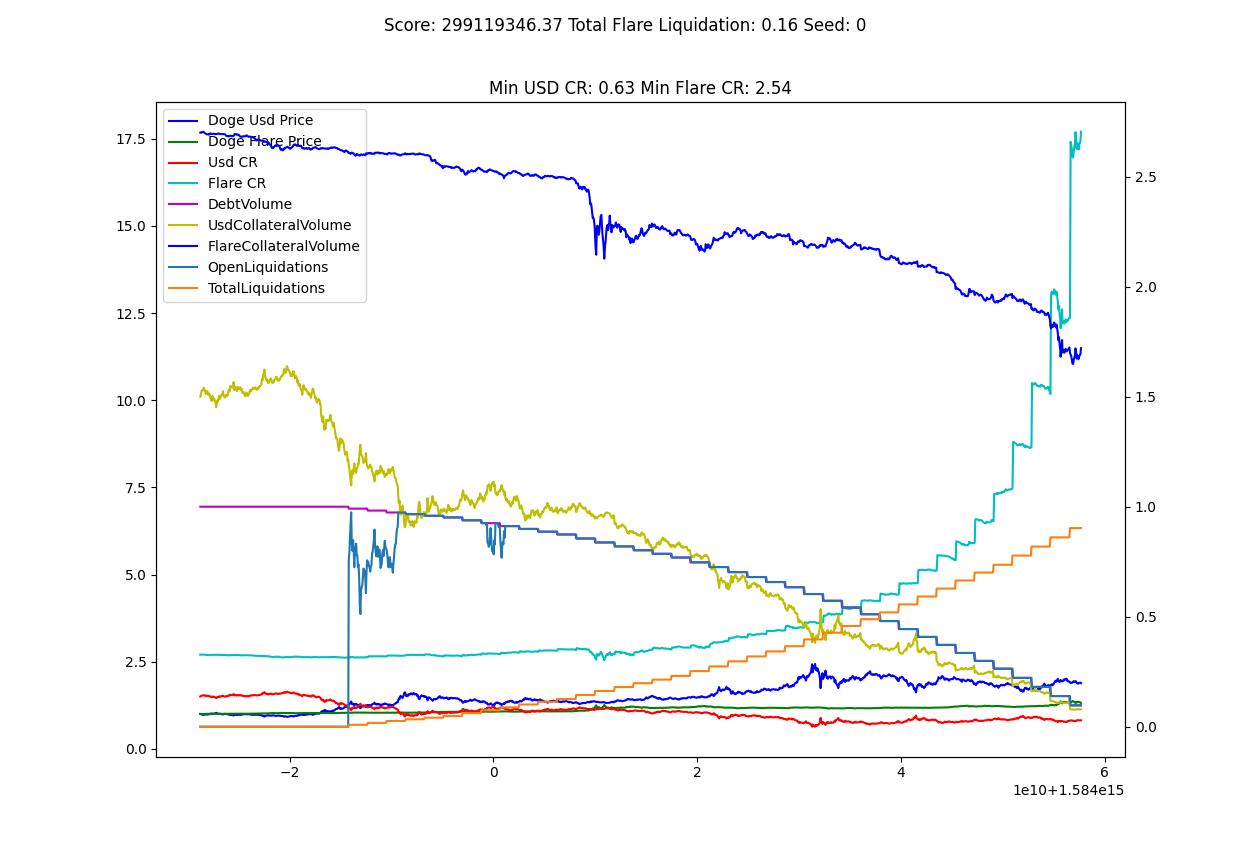 Score: 299119346.37 Total Flare Liquidation: 0.16 Seed: 0
Min USD CR: 0.63 Min Flare CR: 2.54
Doge Usd Price
Doge Flare Price
Usd CR
Flare CR
DebtVolume
UsdCollateralVolume
FlareCollateralVolume
OpenLiquidations
TotalLiquidations
17.5
15.0
12.5
10.0
7.5
5.0
2.5
0.0
2.5
2.0
1.5
1.0
0.5
0.0
−2
0
2
4
6
1e10+1.584e15